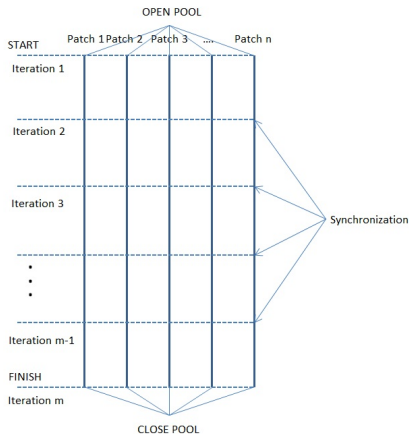 OPEN POOL
START
Patch 1 Patch 2 Patch 3 .... Patch n
Iteration 1
Iteration 2
Iteration 3
Synchronization
Iteration m-1
FINISH
Iteration m
CLOSE POOL